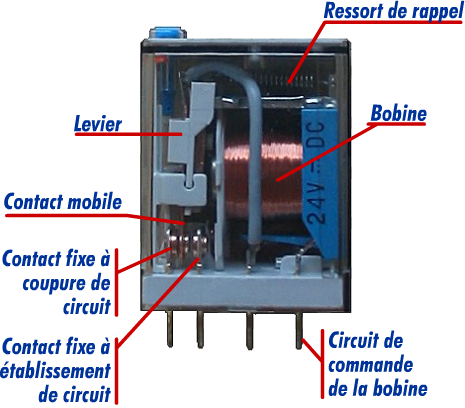 Ressort de rappel
Bobine
Levier
24V ⎓ DC
Contact mobile
Contact fixe à
coupure de
circuit
Contact fixe à
établissement
de circuit
Circuit de
commande
de la bobine